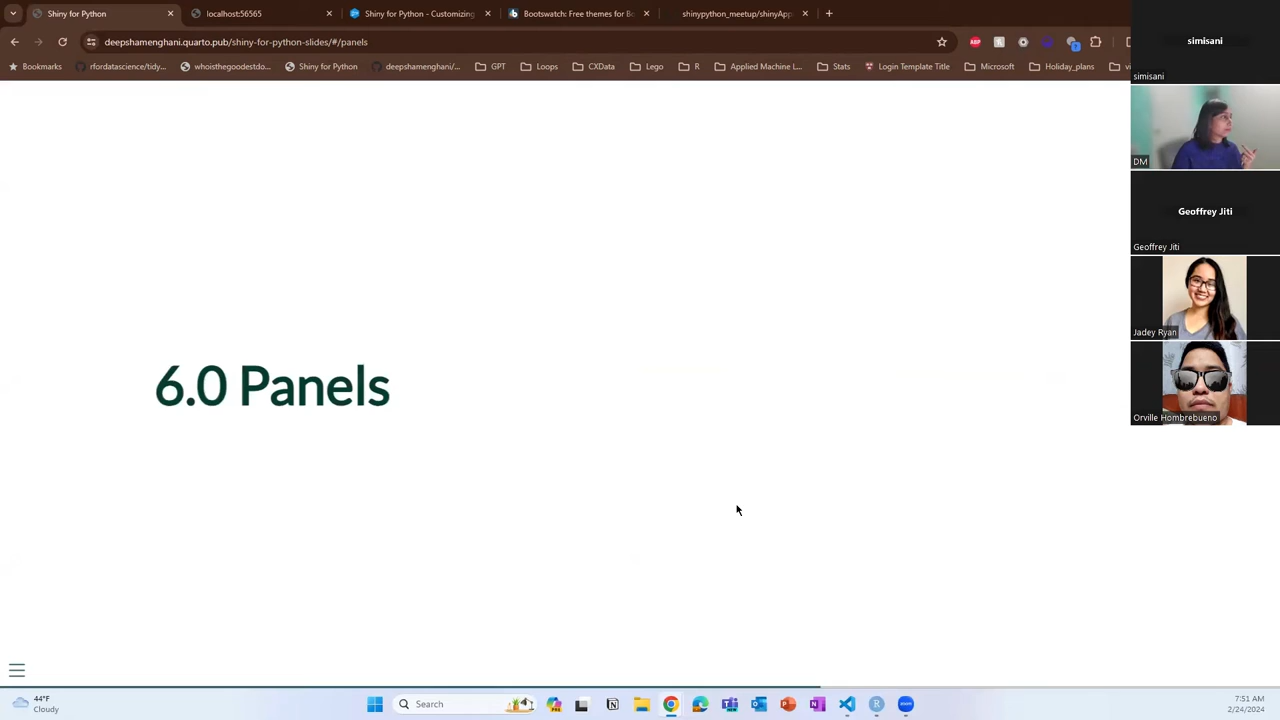 Shiny for Python
localhost:56565
Shiny for Python - Customizing
Bootswatch: Free themes for Bo
shinypython_meetup/shinyApp
deepshamenghani.quarto.pub/shiny-for-python-slides/#/panels
Bookmarks
rfordatascience/tidy...
whoisthegoodestdo...
Shiny for Python
deepshamenghani/...
GPT
Loops
CXData
Lego
R
Applied Machine L...
Stats
Login Template Title
Microsoft
Holiday_plans
ABP
6.0 Panels
simisani
simisani
DM
Geoffrey Jiti
Geoffrey Jiti
Jadey Ryan
Orville Hombrebueno
44°F
Cloudy
Search
7:51 AM
2/24/2024